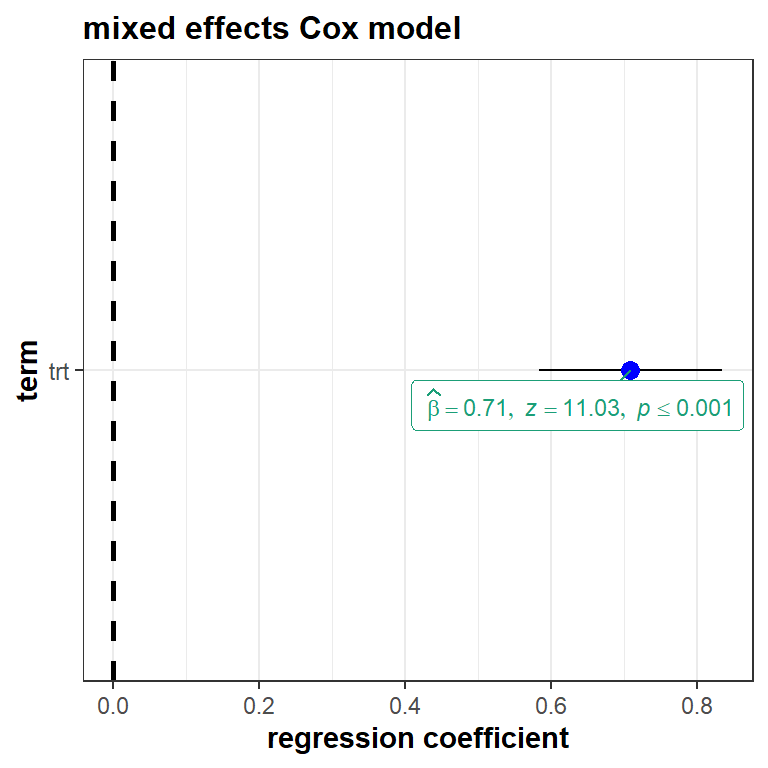 mixed effects Cox model
term
trt
β̂ = 0.71, z = 11.03, p ≤ 0.001
0.0 0.2 0.4 0.6 0.8
regression coefficient